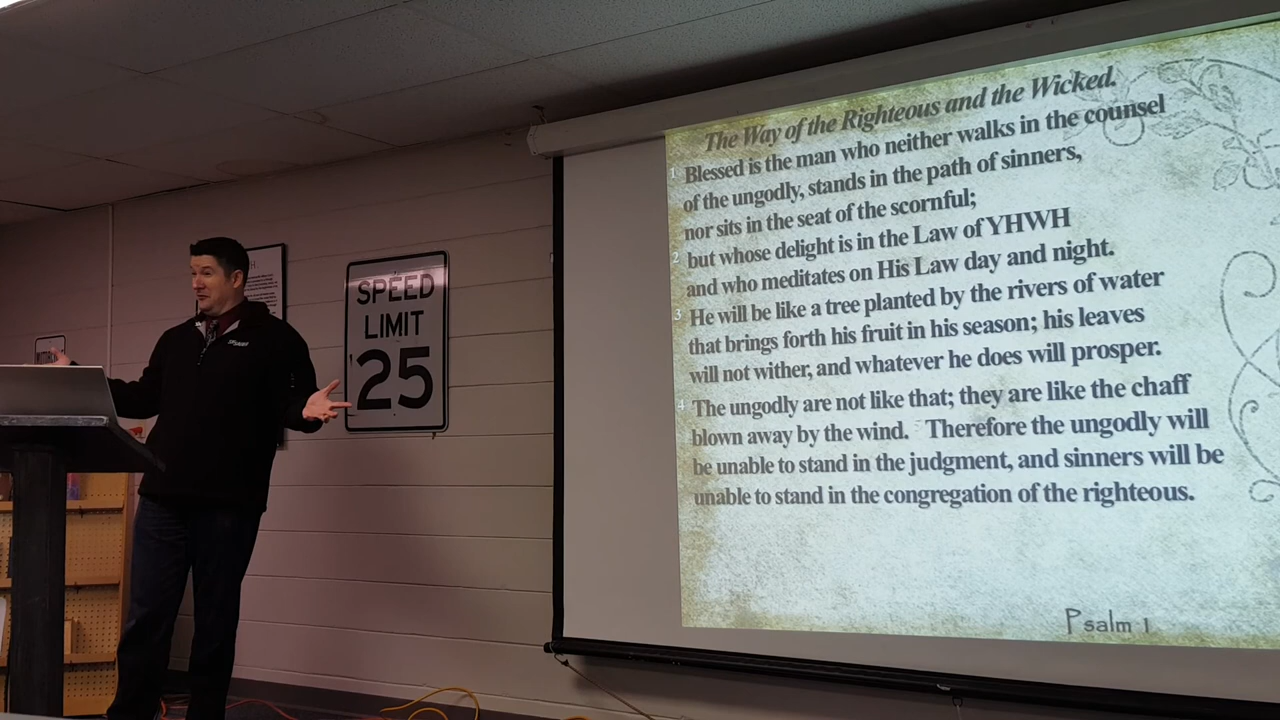 SPEED
LIMIT
25
The Way of the Righteous and the Wicked.
1 Blessed is the man who neither walks in the counsel
of the ungodly, stands in the path of sinners,
nor sits in the seat of the scornful;
2 but whose delight is in the Law of YHWH
and who meditates on His Law day and night.
3 He will be like a tree planted by the rivers of water
that brings forth his fruit in his season; his leaves
will not wither, and whatever he does will prosper.
4 The ungodly are not like that; they are like the chaff
blown away by the wind. Therefore the ungodly will
be unable to stand in the judgment, and sinners will be
unable to stand in the congregation of the righteous.
Psalm 1